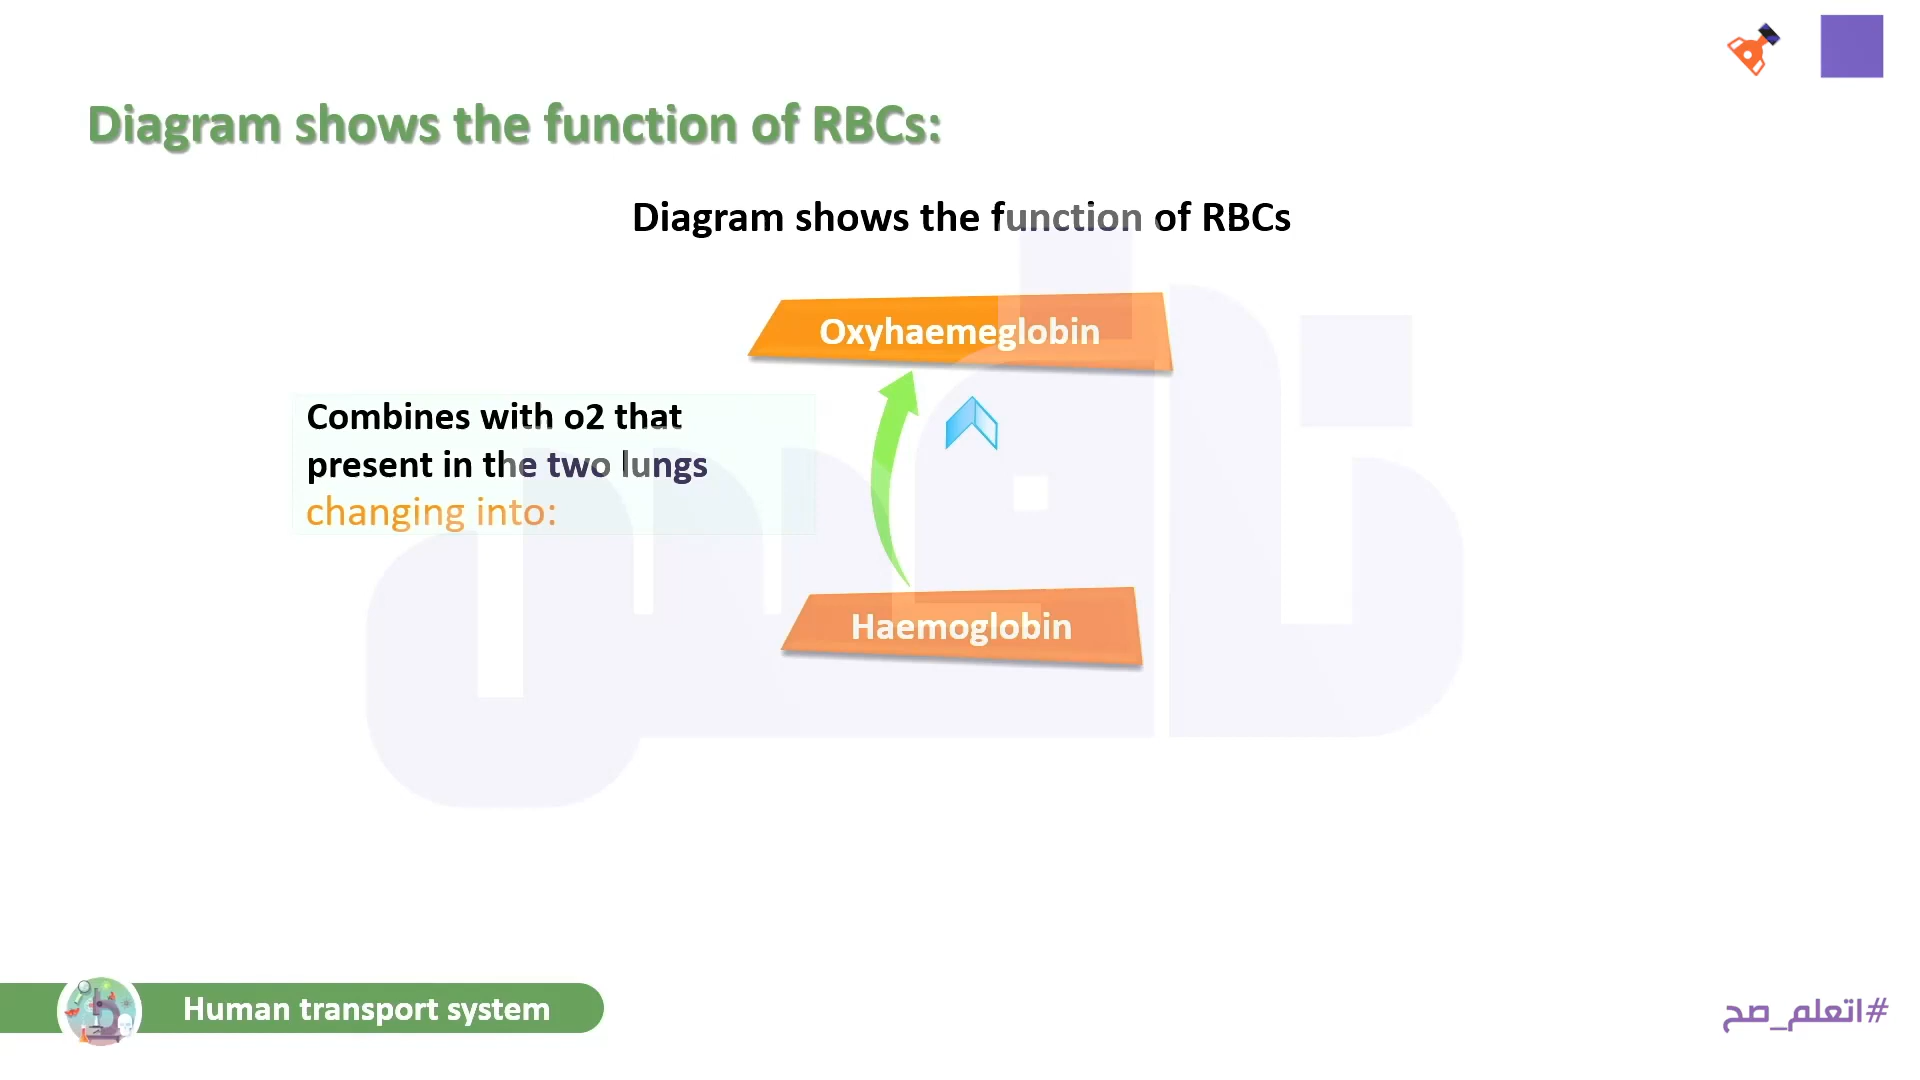 Diagram shows the function of RBCs:
Diagram shows the function of RBCs
Oxyhaemeglobin
Combines with o2 that
present in the two lungs
changing into:
Haemoglobin
Human transport system
#اتعلم_صح